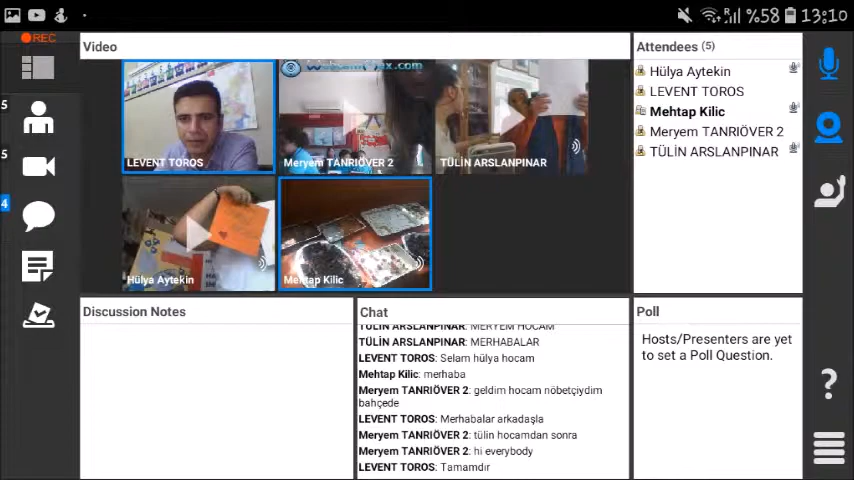 %58 13:10
REC
Video
Attendees (5)
5
5
4
LEVENT TOROS
Meryem TANRIÖVER 2
TÜLİN ARSLANPINAR
Hülya Aytekin
Mehtap Kilic
Hülya Aytekin
LEVENT TOROS
Mehtap Kilic
Meryem TANRIÖVER 2
TÜLİN ARSLANPINAR
Discussion Notes
Chat
TÜLİN ARSLANPINAR: MERYEM HOCAM
TÜLİN ARSLANPINAR: MERHABALAR
LEVENT TOROS: Selam hülya hocam
Mehtap Kilic: merhaba
Meryem TANRIÖVER 2: geldim hocam nöbetçiydim
bahçede
LEVENT TOROS: Merhabalar arkadaşla
Meryem TANRIÖVER 2: tülin hocamdan sonra
Meryem TANRIÖVER 2: hi everybody
LEVENT TOROS: Tamamdır
Poll
Hosts/Presenters are yet
to set a Poll Question.
?